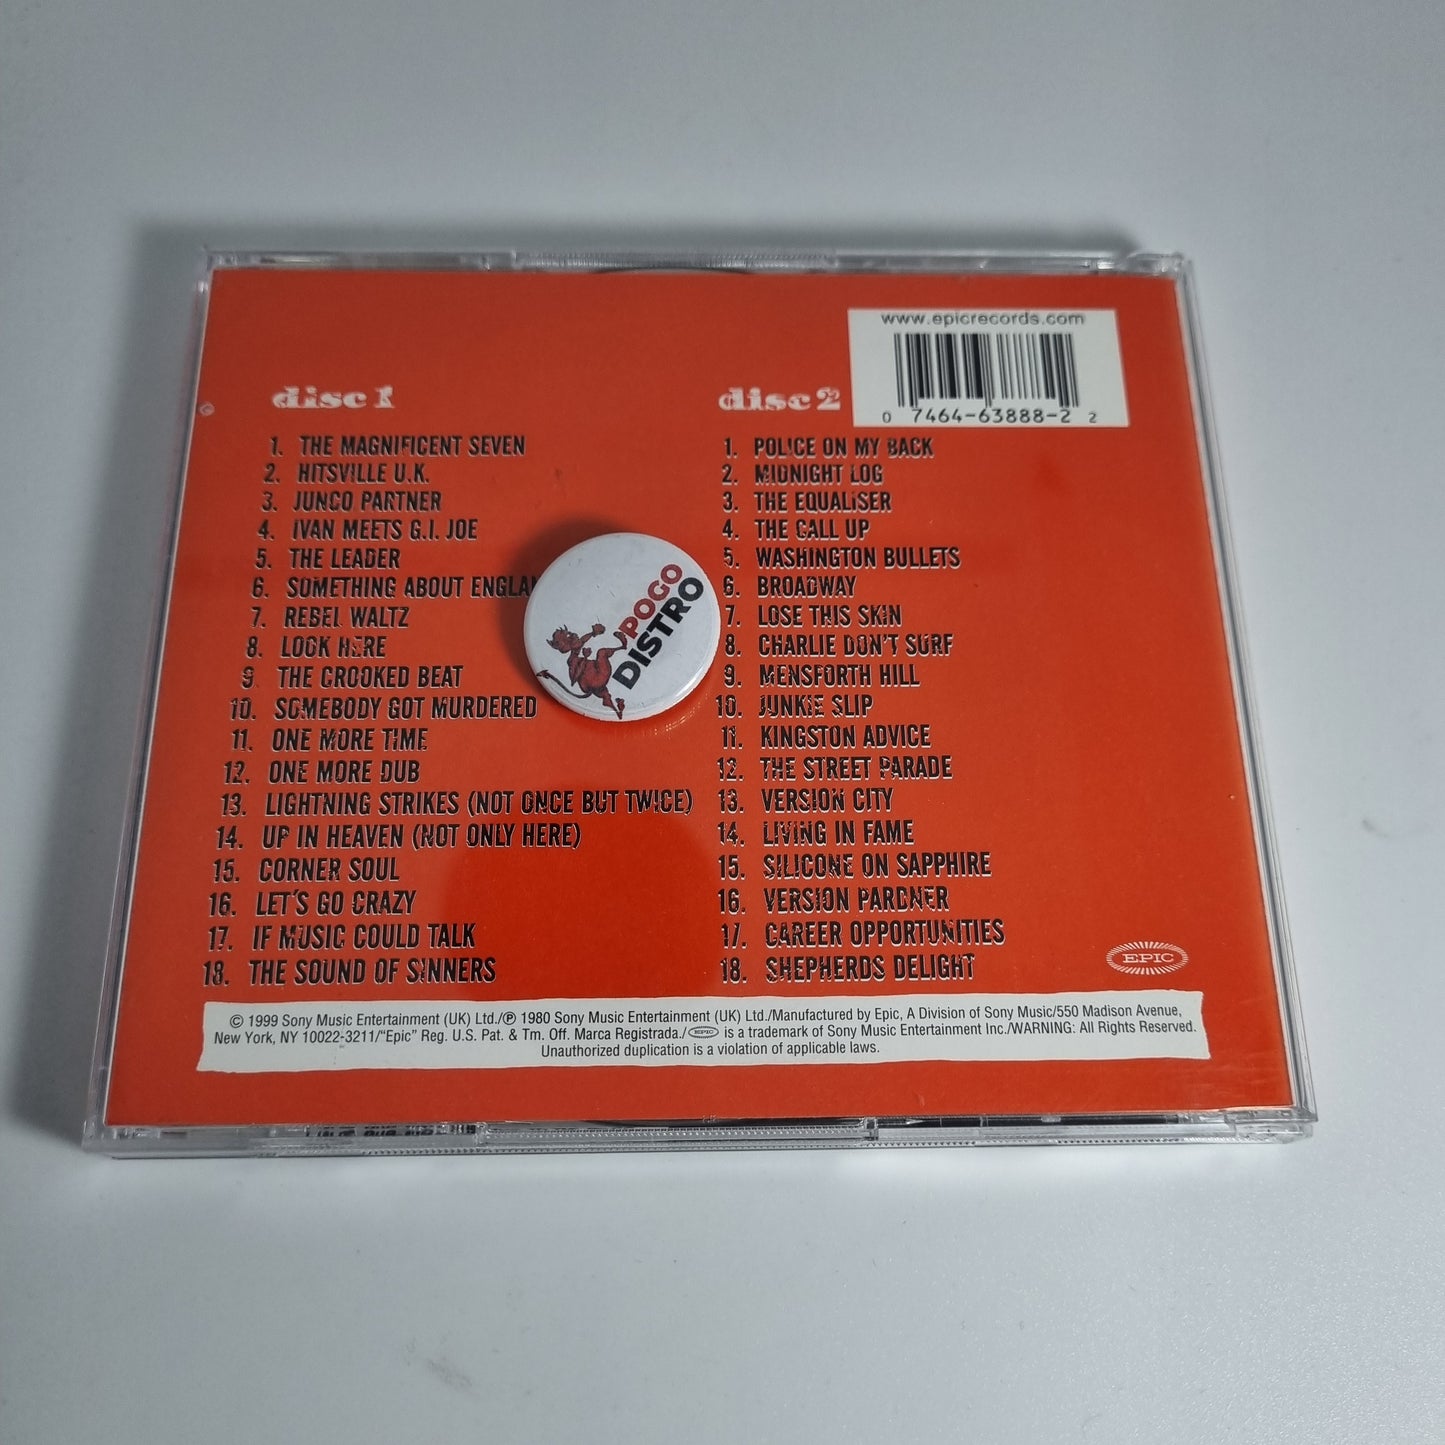 www.epicrecords.com
0 7464-63888-2 2
disc 1
1. THE MAGNIFICENT SEVEN
2. HITSVILLE U.K.
3. JUNCO PARTNER
4. IVAN MEETS G.I. JOE
5. THE LEADER
6. SOMETHING ABOUT ENGLA
7. REBEL WALTZ
8. LOOK HERE
9. THE CROOKED BEAT
10. SOMEBODY GOT MURDERED
11. ONE MORE TIME
12. ONE MORE DUB
13. LIGHTNING STRIKES (NOT ONCE BUT TWICE)
14. UP IN HEAVEN (NOT ONLY HERE)
15. CORNER SOUL
16. LET'S GO CRAZY
17. IF MUSIC COULD TALK
18. THE SOUND OF SINNERS
POGO
DISTRO
disc 2
1. POLICE ON MY BACK
2. MIDNIGHT LOG
3. THE EQUALISER
4. THE CALL UP
5. WASHINGTON BULLETS
6. BROADWAY
7. LOSE THIS SKIN
8. CHARLIE DON'T SURF
9. MENSFORTH HILL
10. JUNKIE SLIP
11. KINGSTON ADVICE
12. THE STREET PARADE
13. VERSION CITY
14. LIVING IN FAME
15. SILICONE ON SAPPHIRE
16. VERSION PARDNER
17. CAREER OPPORTUNITIES
18. SHEPHERDS DELIGHT
EPIC
© 1999 Sony Music Entertainment (UK) Ltd./℗ 1980 Sony Music Entertainment (UK) Ltd./Manufactured by Epic, A Division of Sony Music/550 Madison Avenue,
New York, NY 10022-3211/"Epic" Reg. U.S. Pat. & Tm. Off. Marca Registrada./EPIC is a trademark of Sony Music Entertainment Inc./WARNING: All Rights Reserved.
Unauthorized duplication is a violation of applicable laws.